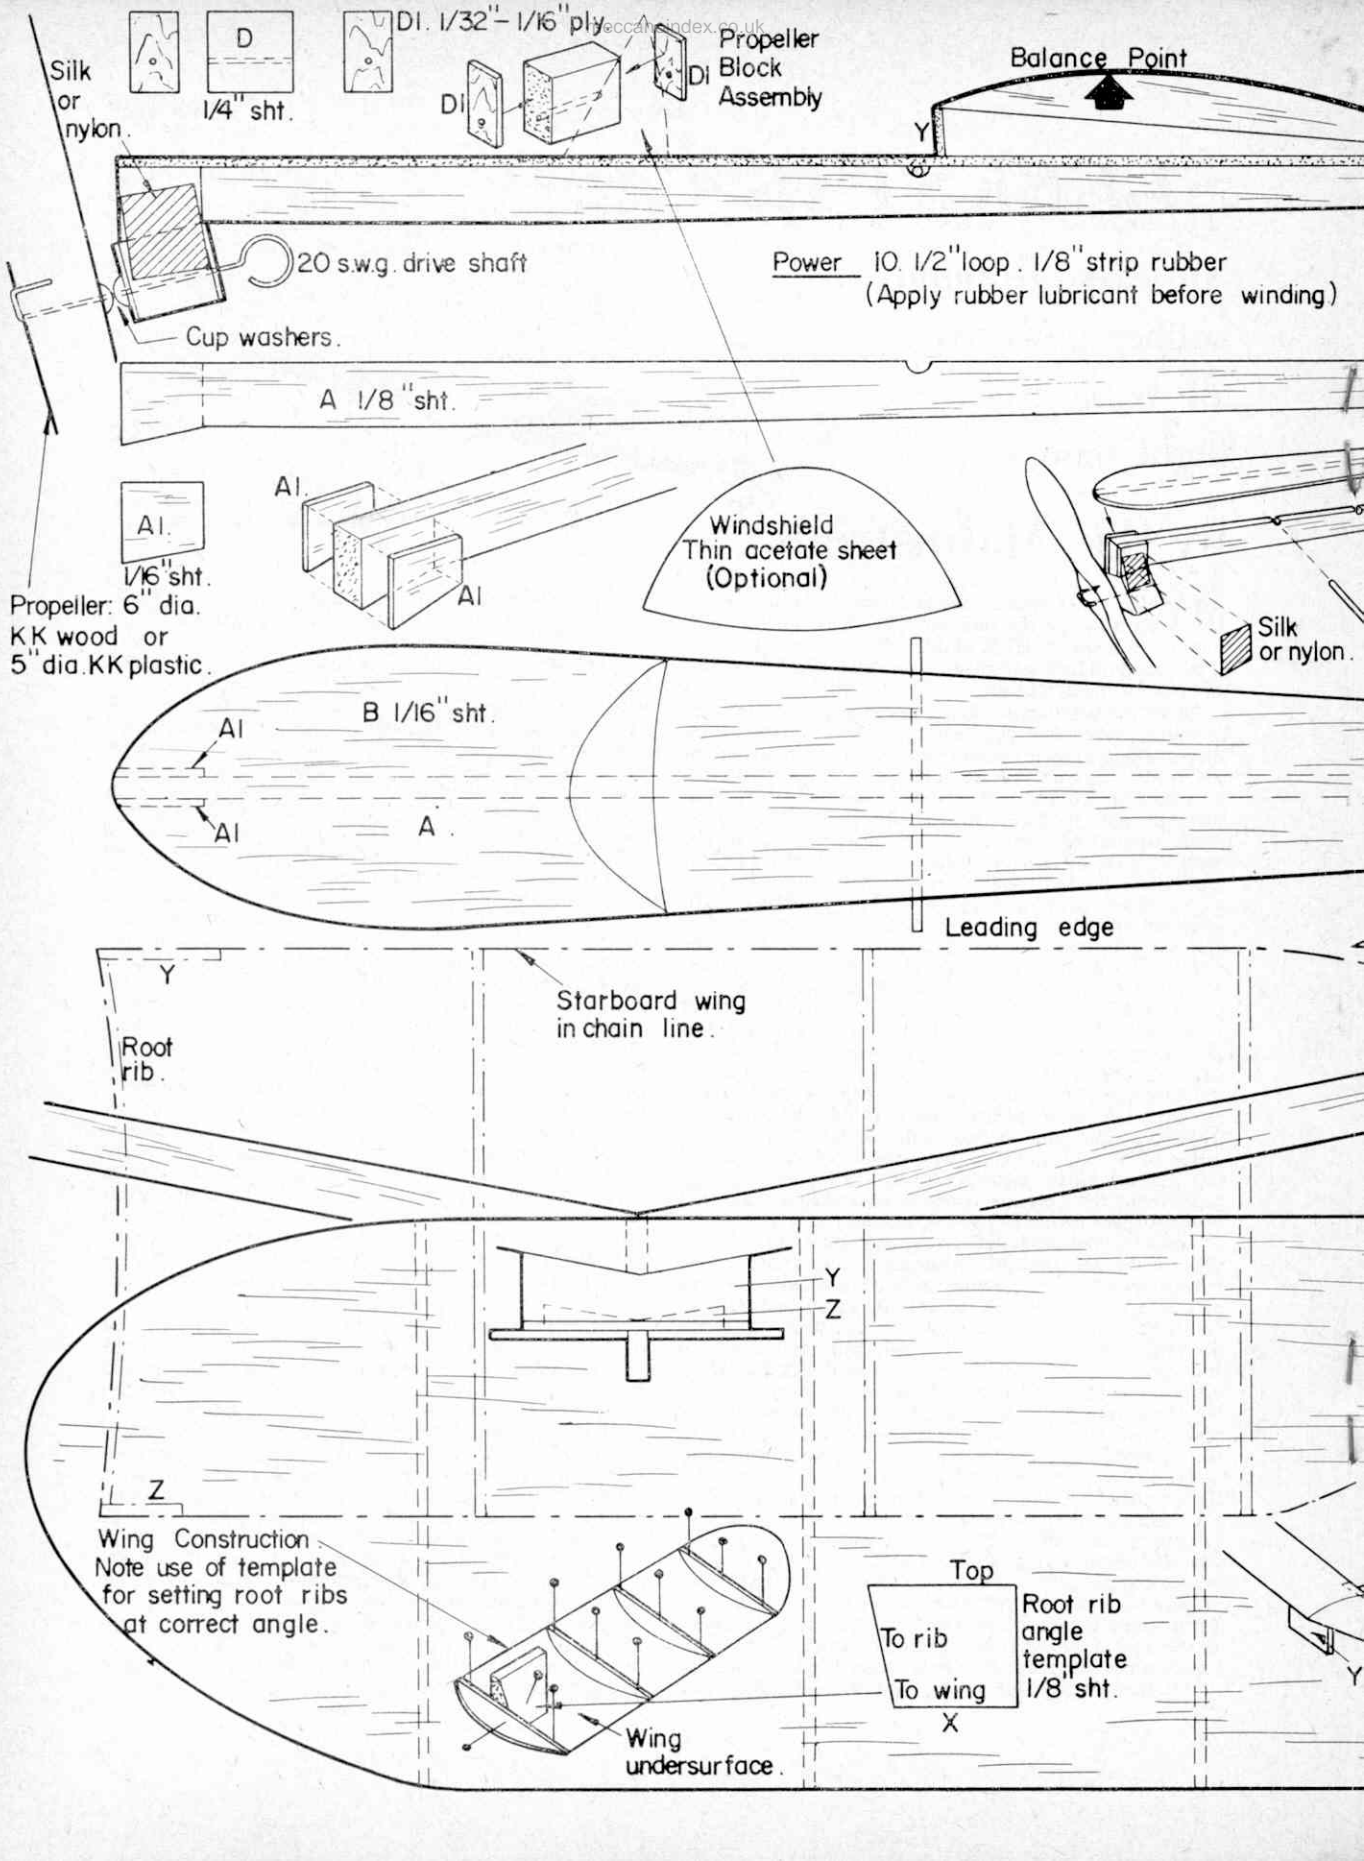 meccanoindex.co.uk
D1. 1/32"- 1/16" ply
D
1/4" sht.
D1
D1
Propeller
Block
Assembly
Balance Point
Silk
or
nylon.
Y
20 s.w.g. drive shaft
Power 10. 1/2" loop. 1/8" strip rubber
(Apply rubber lubricant before winding)
Cup washers.
A 1/8" sht.
A1.
1/16" sht.
A1.
A1
Windshield
Thin acetate sheet
(Optional)
Silk
or nylon.
Propeller: 6" dia.
KK wood or
5" dia. KK plastic.
B 1/16" sht.
A1
A1
A.
Leading edge
Y
Starboard wing
in chain line.
Root
rib.
Y
Z
Z
Wing Construction
Note use of template
for setting root ribs
at correct angle.
Top
To rib
To wing
X
Root rib
angle
template
1/8" sht.
Wing
undersurface.
Y